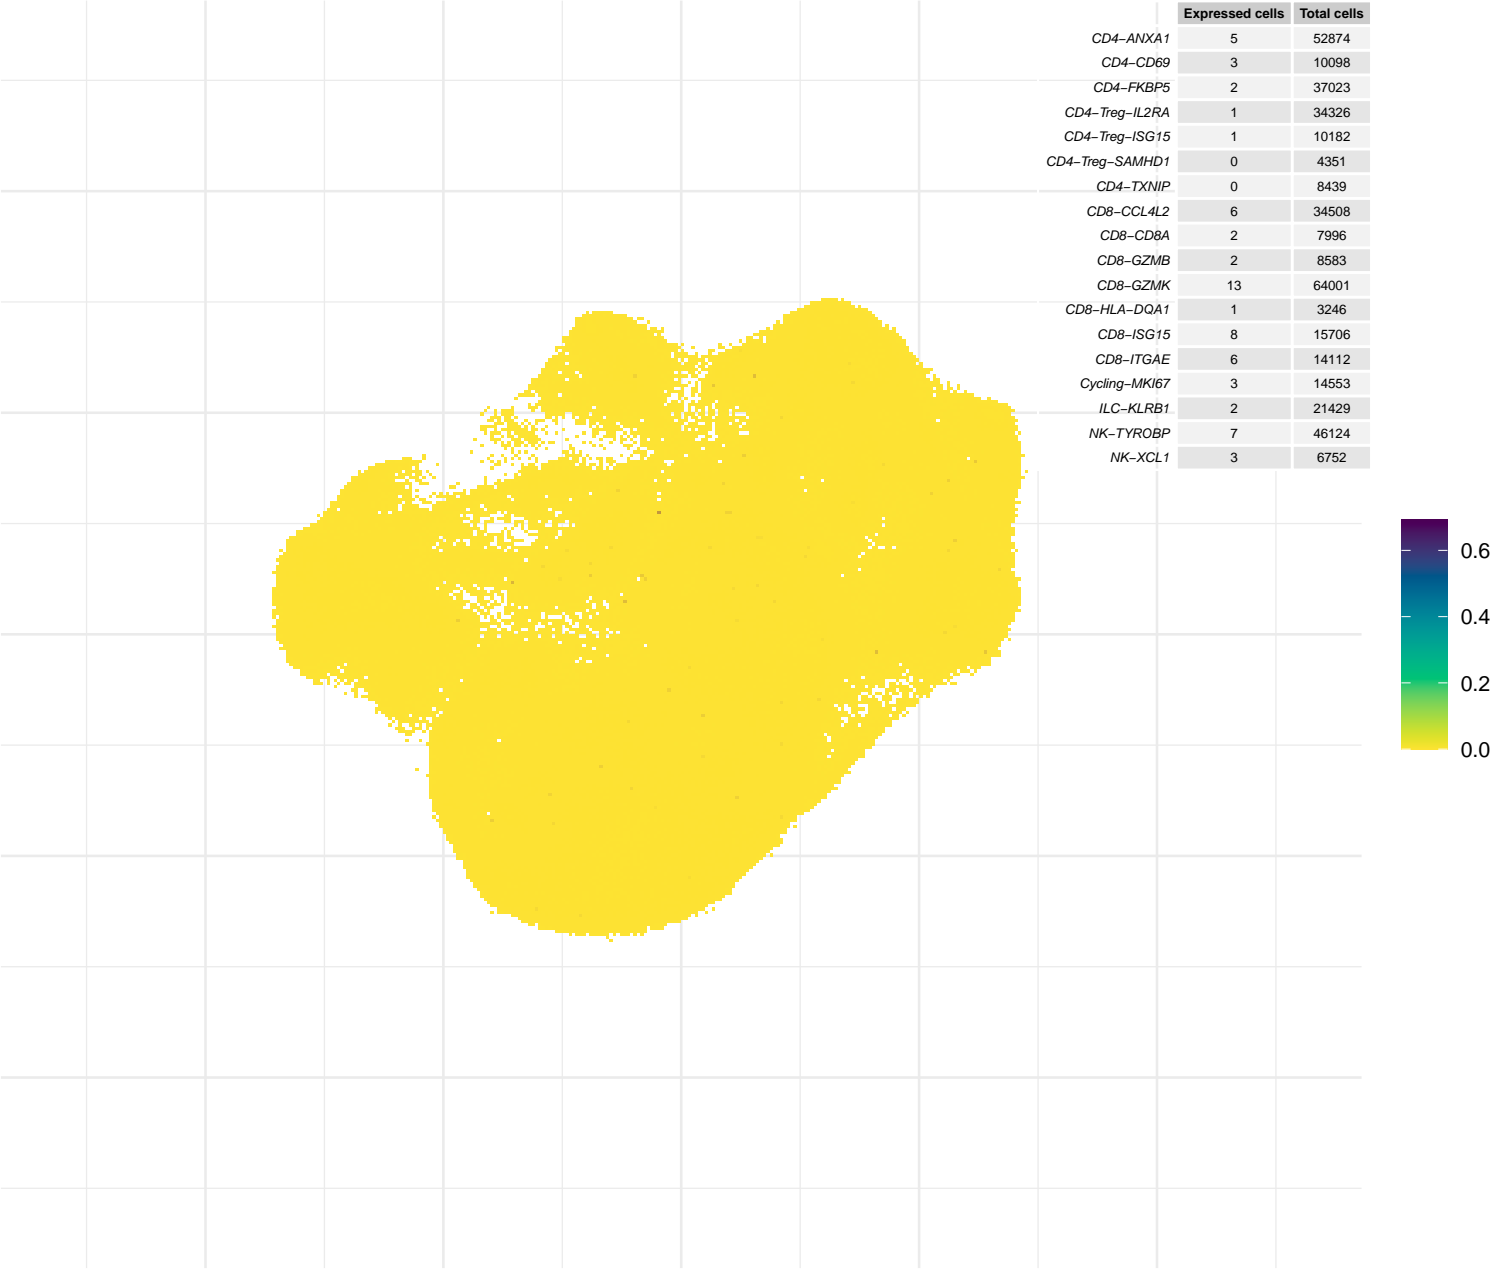 Expressed cells Total cells
CD4−ANXA1 5 52874
CD4−CD69 3 10098
CD4−FKBP5 2 37023
CD4−Treg−IL2RA 1 34326
CD4−Treg−ISG15 1 10182
CD4−Treg−SAMHD1 0 4351
CD4−TXNIP 0 8439
CD8−CCL4L2 6 34508
CD8−CD8A 2 7996
CD8−GZMB 2 8583
CD8−GZMK 13 64001
CD8−HLA−DQA1 1 3246
CD8−ISG15 8 15706
CD8−ITGAE 6 14112
Cycling−MKI67 3 14553
ILC−KLRB1 2 21429
NK−TYROBP 7 46124
NK−XCL1 3 6752
0.6
0.4
0.2
0.0